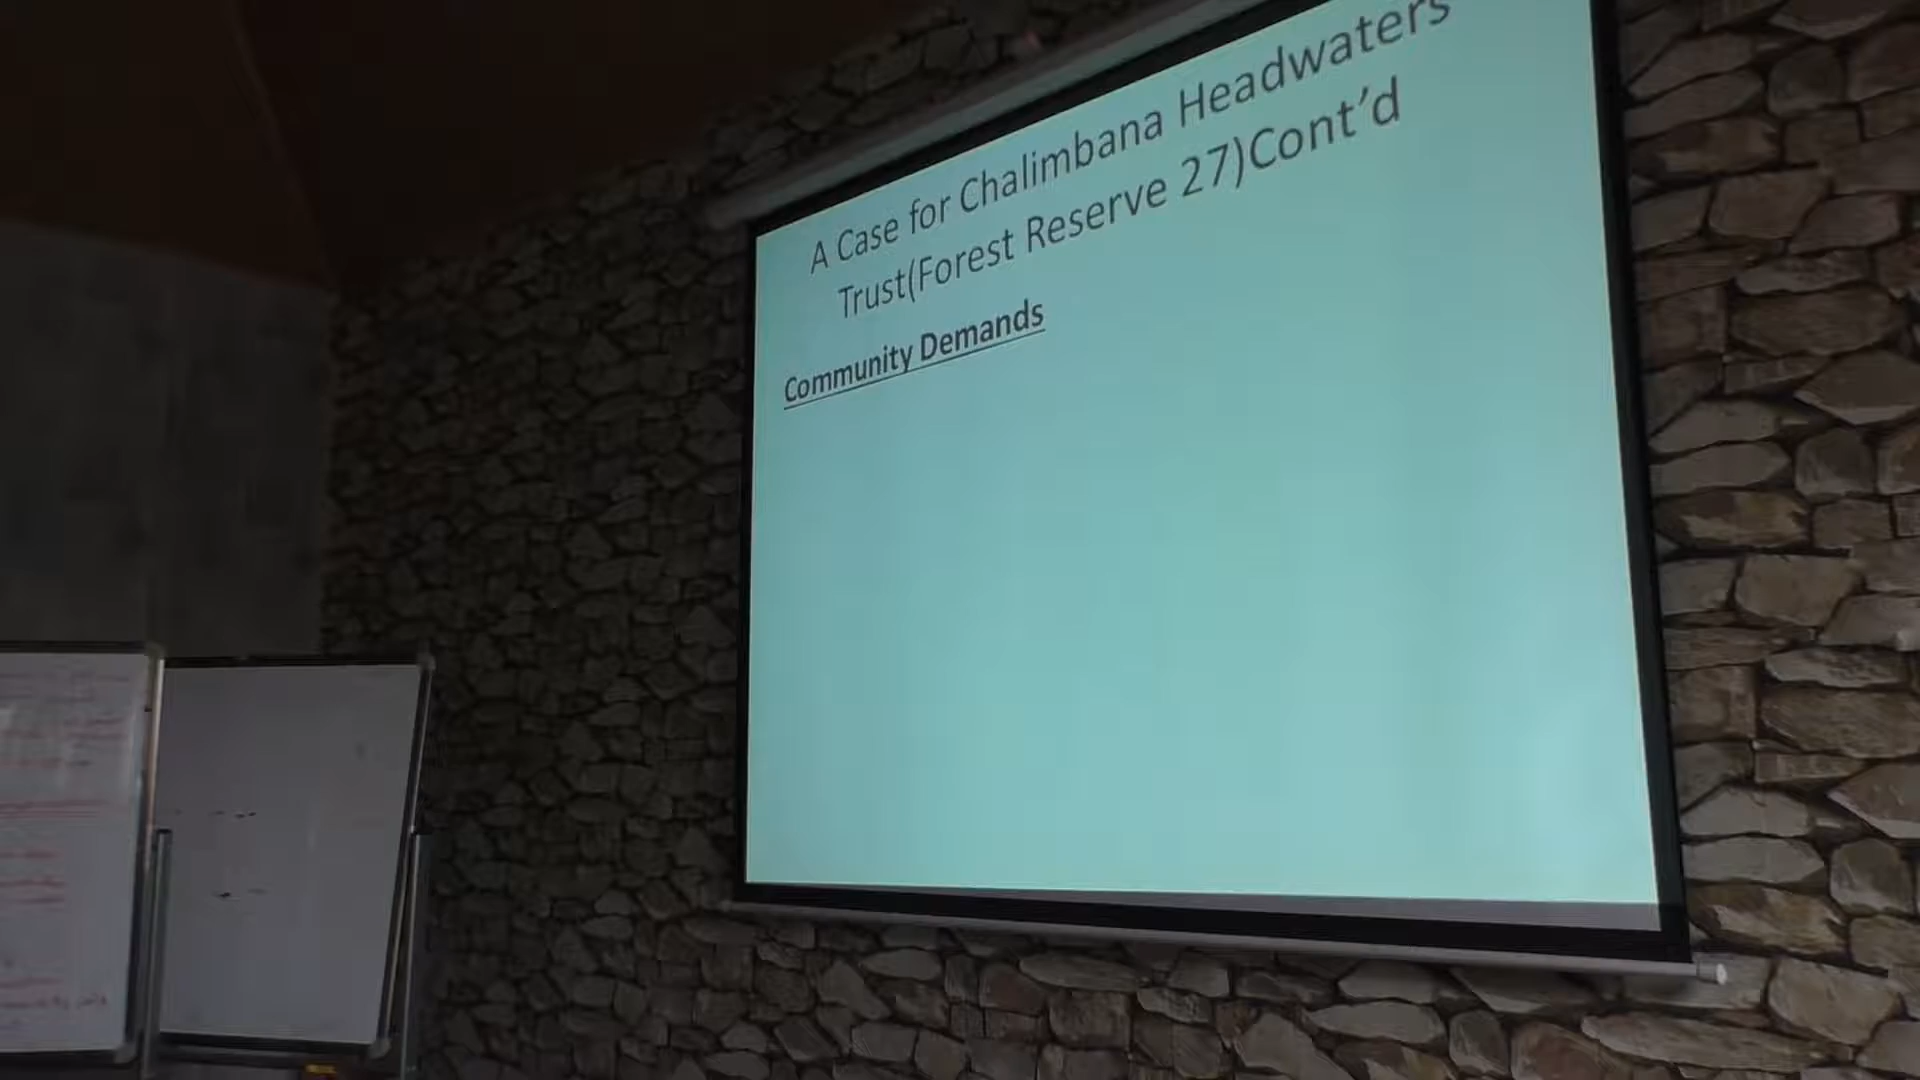 A Case for Chalimbana Headwaters
Trust(Forest Reserve 27)Cont’d
Community Demands